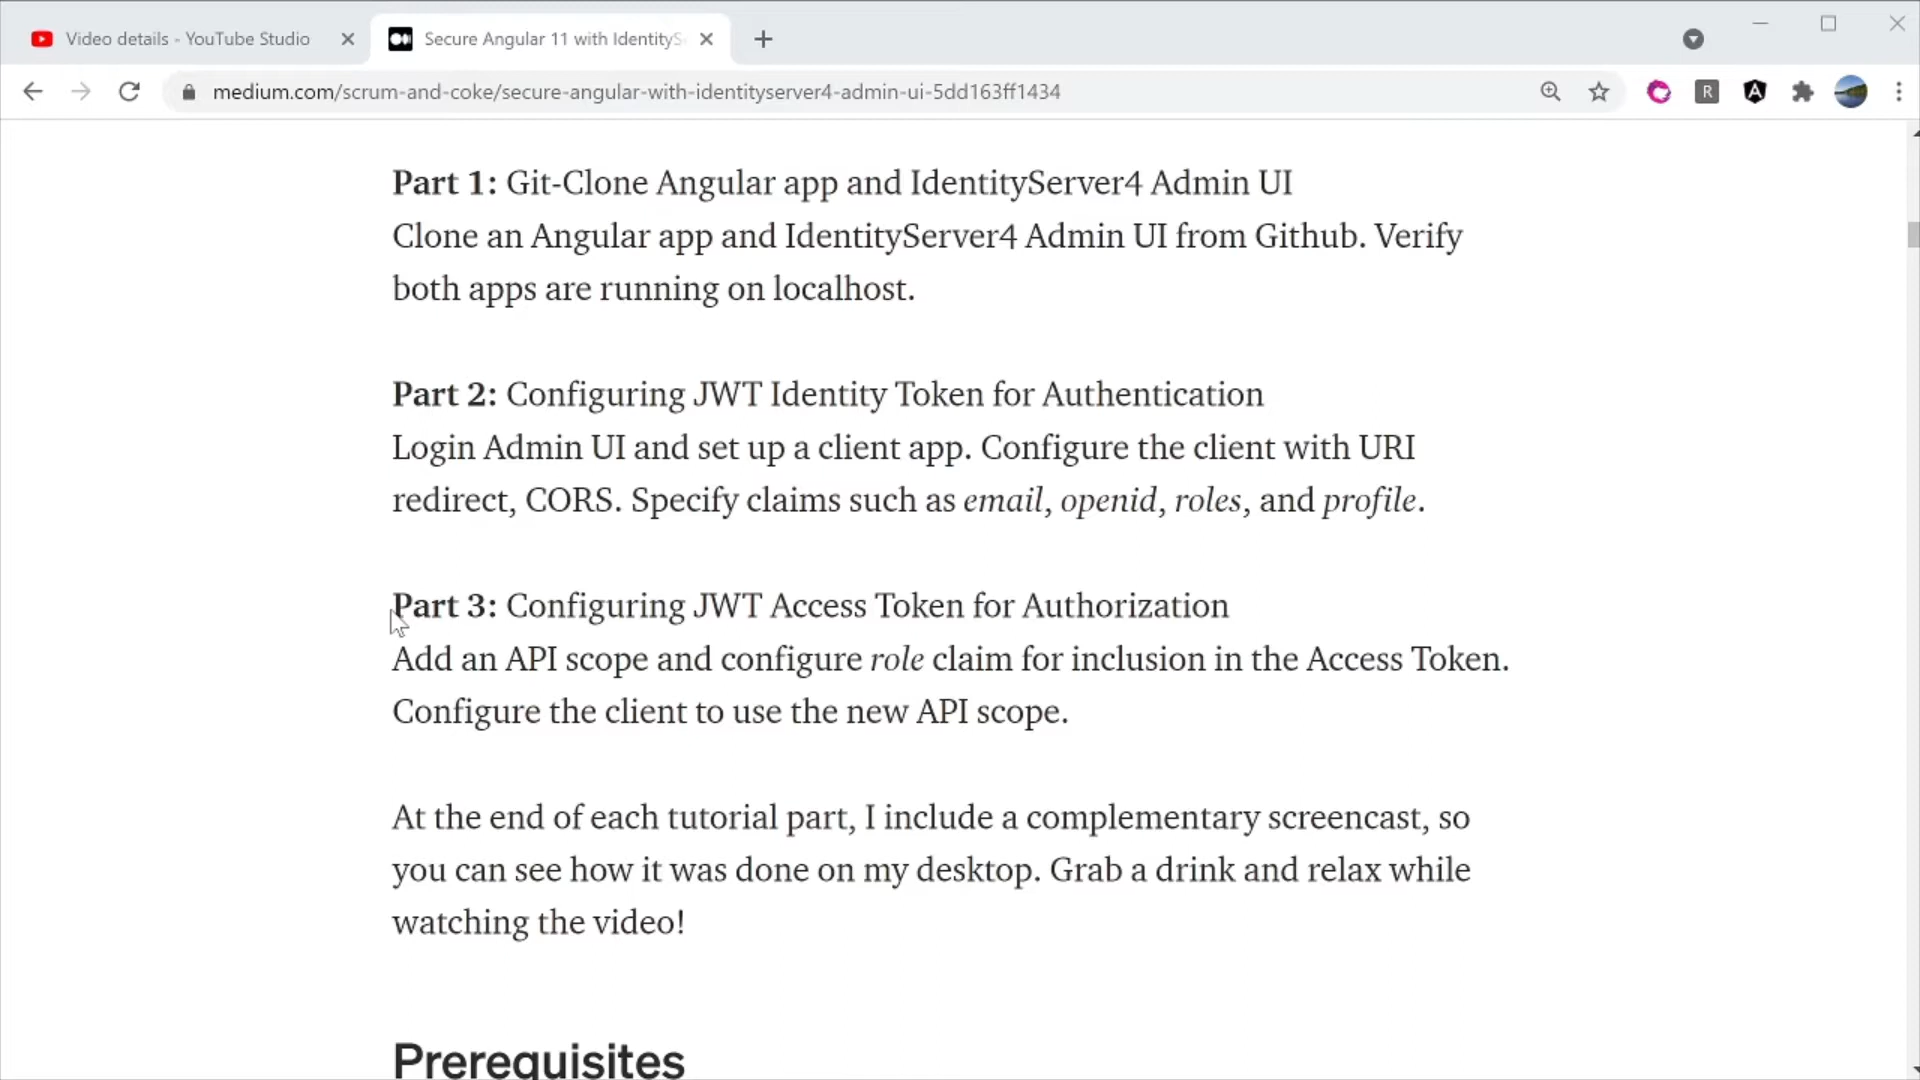 Video details - YouTube Studio
Secure Angular 11 with IdentityS
medium.com/scrum-and-coke/secure-angular-with-identityserver4-admin-ui-5dd163ff1434
R
A
Part 1: Git-Clone Angular app and IdentityServer4 Admin UI
Clone an Angular app and IdentityServer4 Admin UI from Github. Verify
both apps are running on localhost.
Part 2: Configuring JWT Identity Token for Authentication
Login Admin UI and set up a client app. Configure the client with URI
redirect, CORS. Specify claims such as email, openid, roles, and profile.
Part 3: Configuring JWT Access Token for Authorization
Add an API scope and configure role claim for inclusion in the Access Token.
Configure the client to use the new API scope.
At the end of each tutorial part, I include a complementary screencast, so
you can see how it was done on my desktop. Grab a drink and relax while
watching the video!
Prerequisites